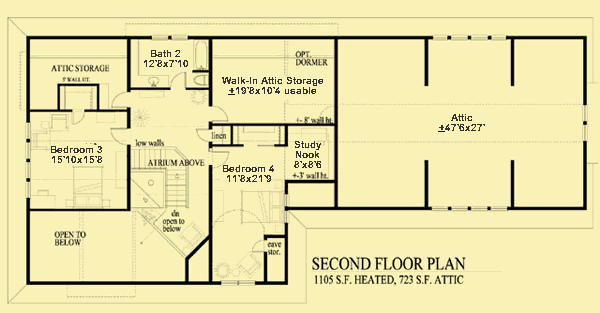 Bath 2
12'8x7'10
ATTIC STORAGE
5' WALL HT.
OPT.
DORMER
Walk-In Attic Storage
±19'8x10'4 usable
+- 8' wall ht.
Attic
±47'6x27'
Bedroom 3
15'10x15'8
low walls
linen
ATRIUM ABOVE
Study
Nook
8'x8'6
+-3' wall ht.
Bedroom 4
11'8x21'9
dn
open to
below
OPEN TO
BELOW
eave
stor.
SECOND FLOOR PLAN
1105 S.F. HEATED, 723 S.F. ATTIC